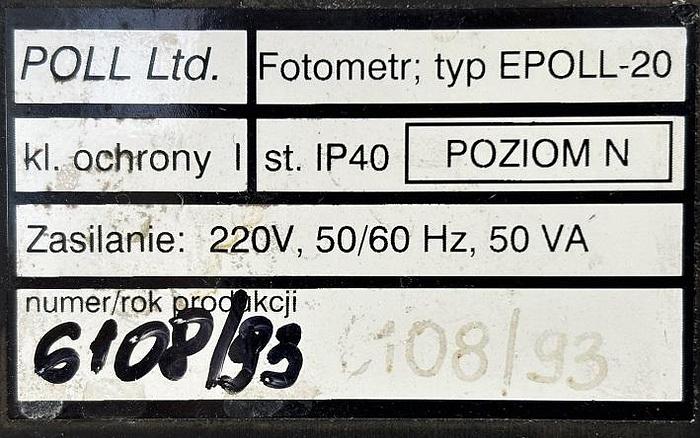 POLL Ltd. Fotometr; typ EPOLL-20
kl. ochrony I st. IP40 POZIOM N
Zasilanie: 220V, 50/60 Hz, 50 VA
numer/rok produkcji
6108/93 108/93